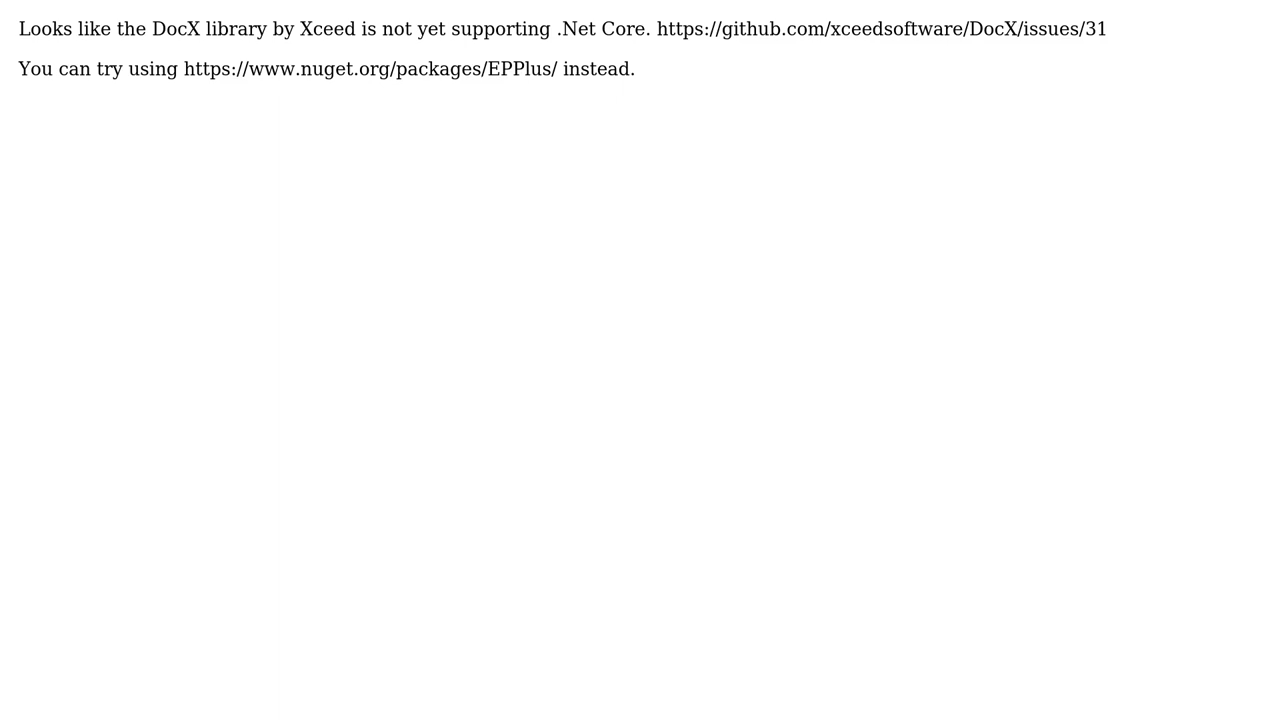 Looks like the DocX library by Xceed is not yet supporting .Net Core. https://github.com/xceedsoftware/DocX/issues/31
You can try using https://www.nuget.org/packages/EPPlus/ instead.